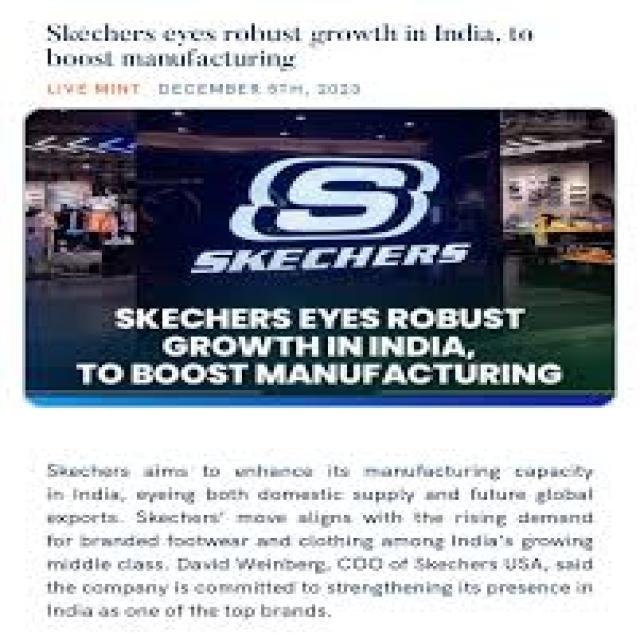 Skechers eyes robust growth in India, to
boost manufacturing
LIVE MINT DECEMBER 5TH, 2023
S
SKECHERS
SKECHERS EYES ROBUST
GROWTH IN INDIA,
TO BOOST MANUFACTURING
Skechers aims to enhance its manufacturing capacity
in India, eyeing both domestic supply and future global
exports. Skechers' move aligns with the rising demand
for branded footwear and clothing among India's growing
middle class. David Weinberg, COO of Skechers USA, said
the company is committed to strengthening its presence in
India as one of the top brands.